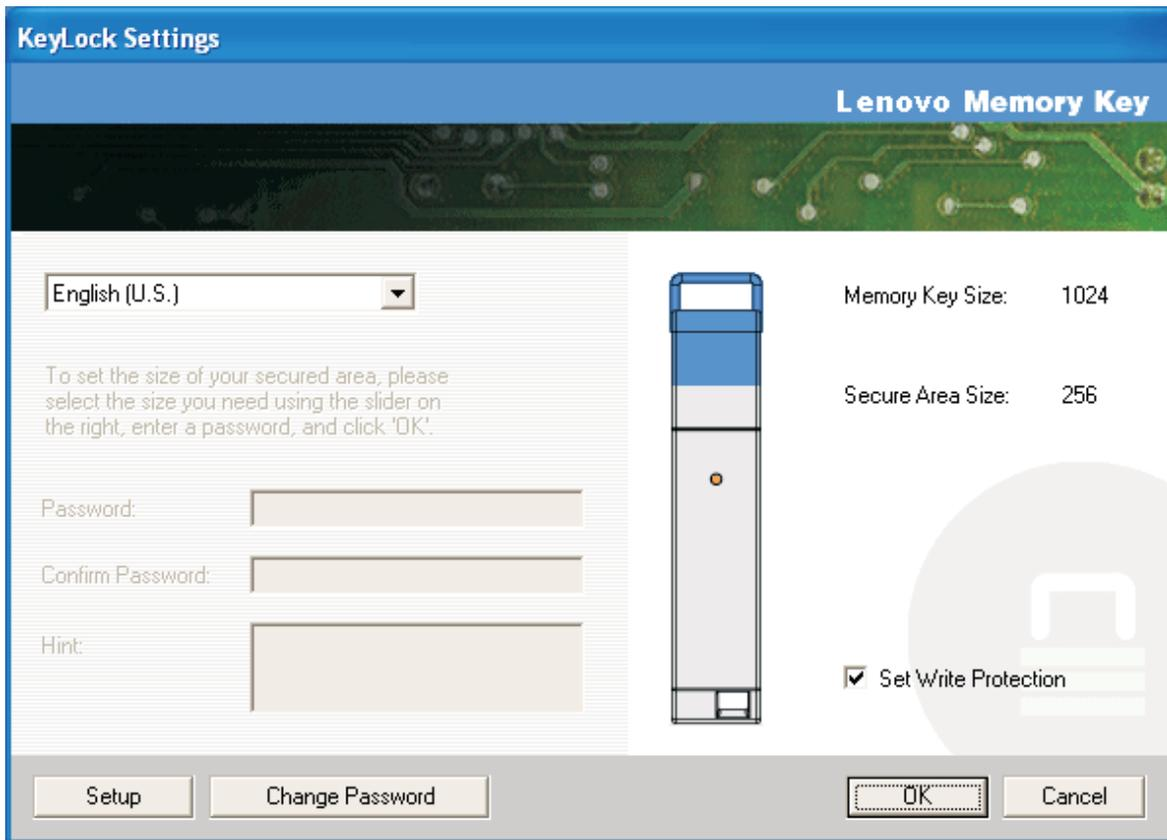 KeyLock Settings
Lenovo Memory Key
English (U.S.)
To set the size of your secured area, please
select the size you need using the slider on
the right, enter a password, and click 'OK'.
Password:
Confirm Password:
Hint:
Memory Key Size: 1024
Secure Area Size: 256
Set Write Protection
Setup
Change Password
OK
Cancel